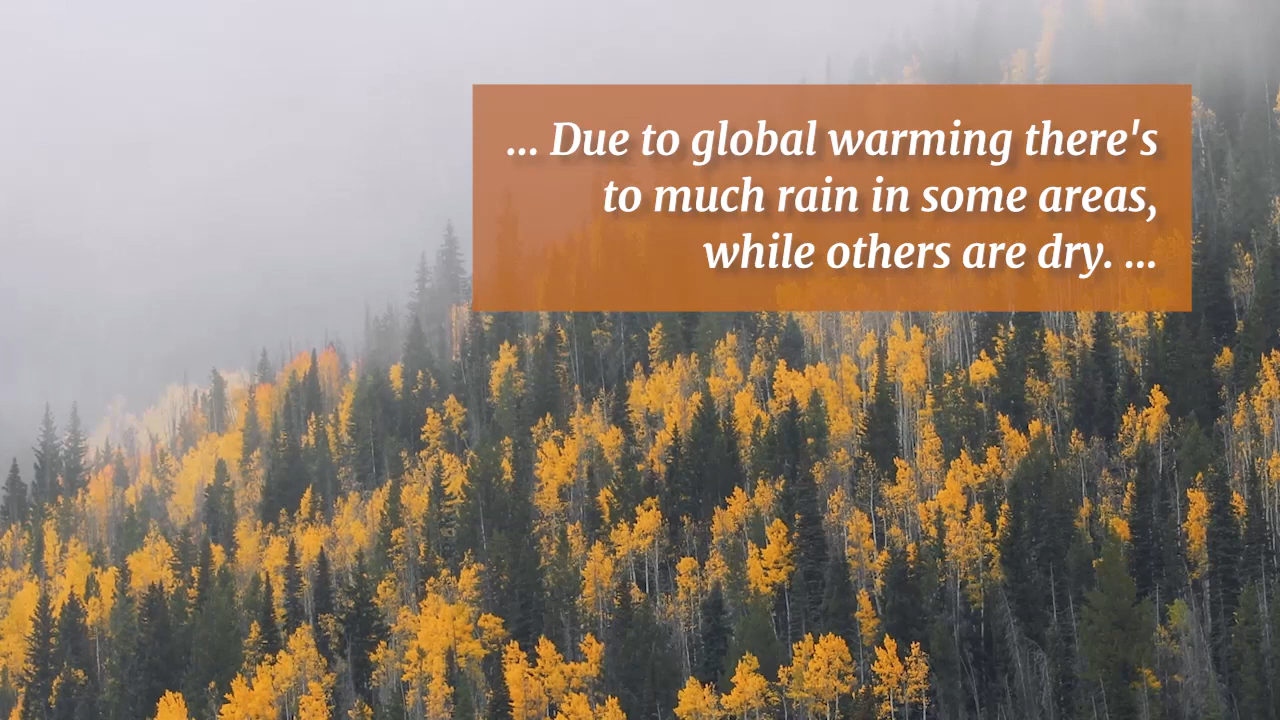 ... Due to global warming there's
to much rain in some areas,
while others are dry. ...